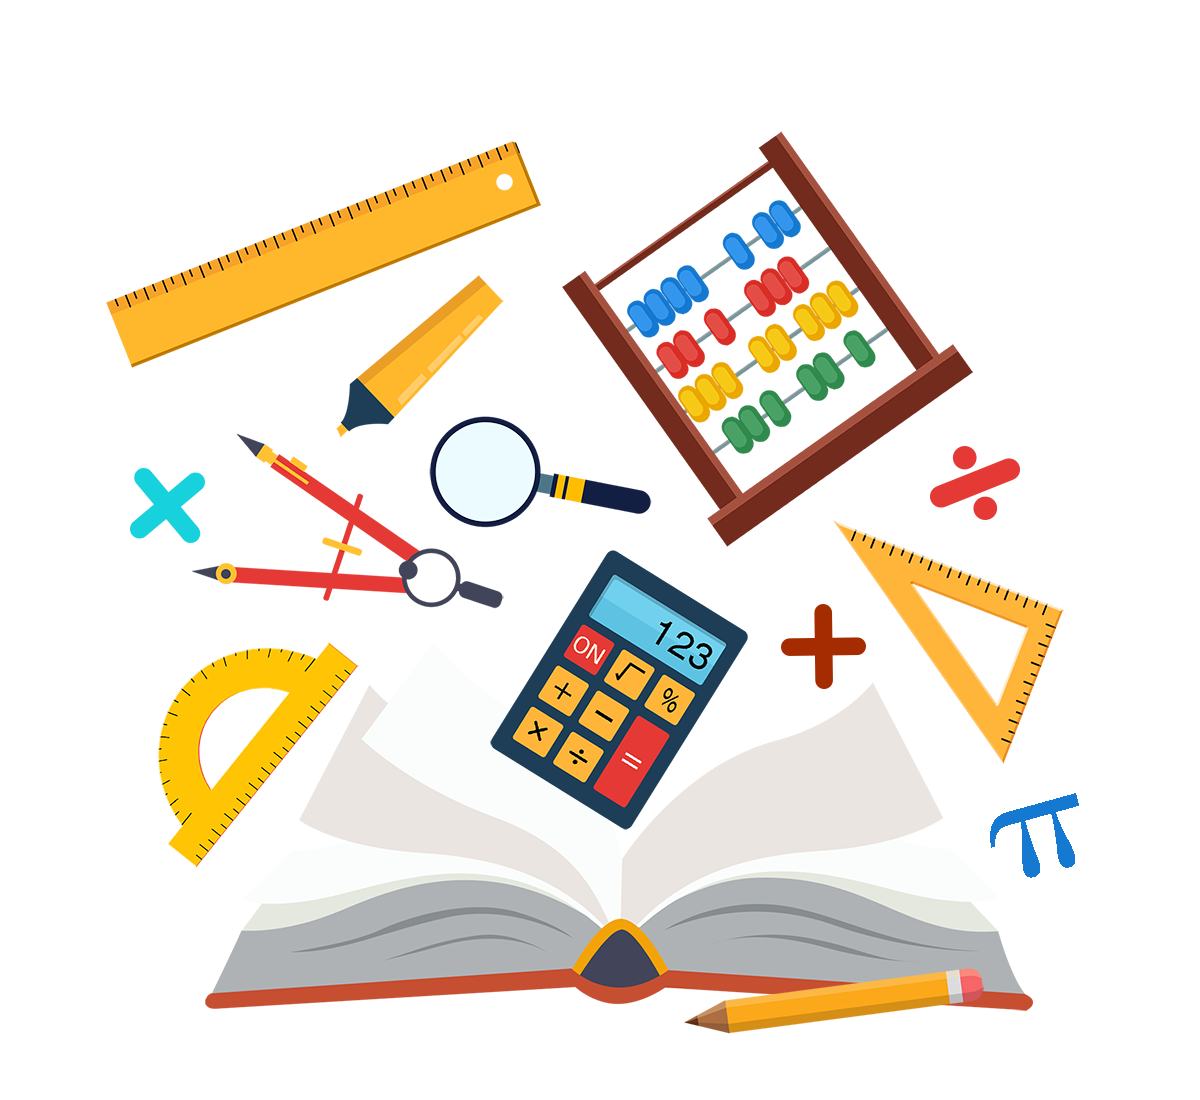 ×
÷
123
ON √ %
+ − =
× ÷
+
π